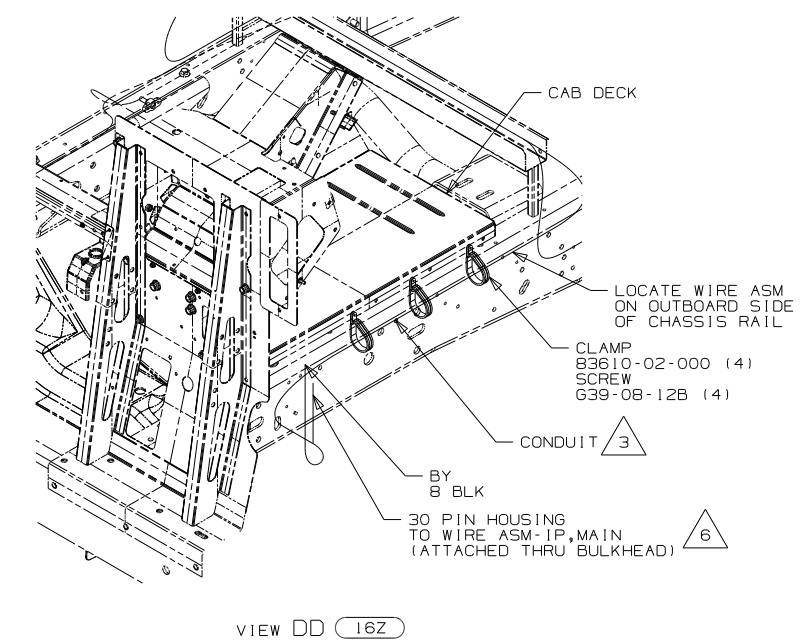 CAB DECK
LOCATE WIRE ASM
ON OUTBOARD SIDE
OF CHASSIS RAIL
CLAMP
83610-02-000 (4)
SCREW
G39-08-12B (4)
CONDUIT 3
BY
8 BLK
30 PIN HOUSING
TO WIRE ASM-IP,MAIN
(ATTACHED THRU BULKHEAD) 6
VIEW DD 16Z